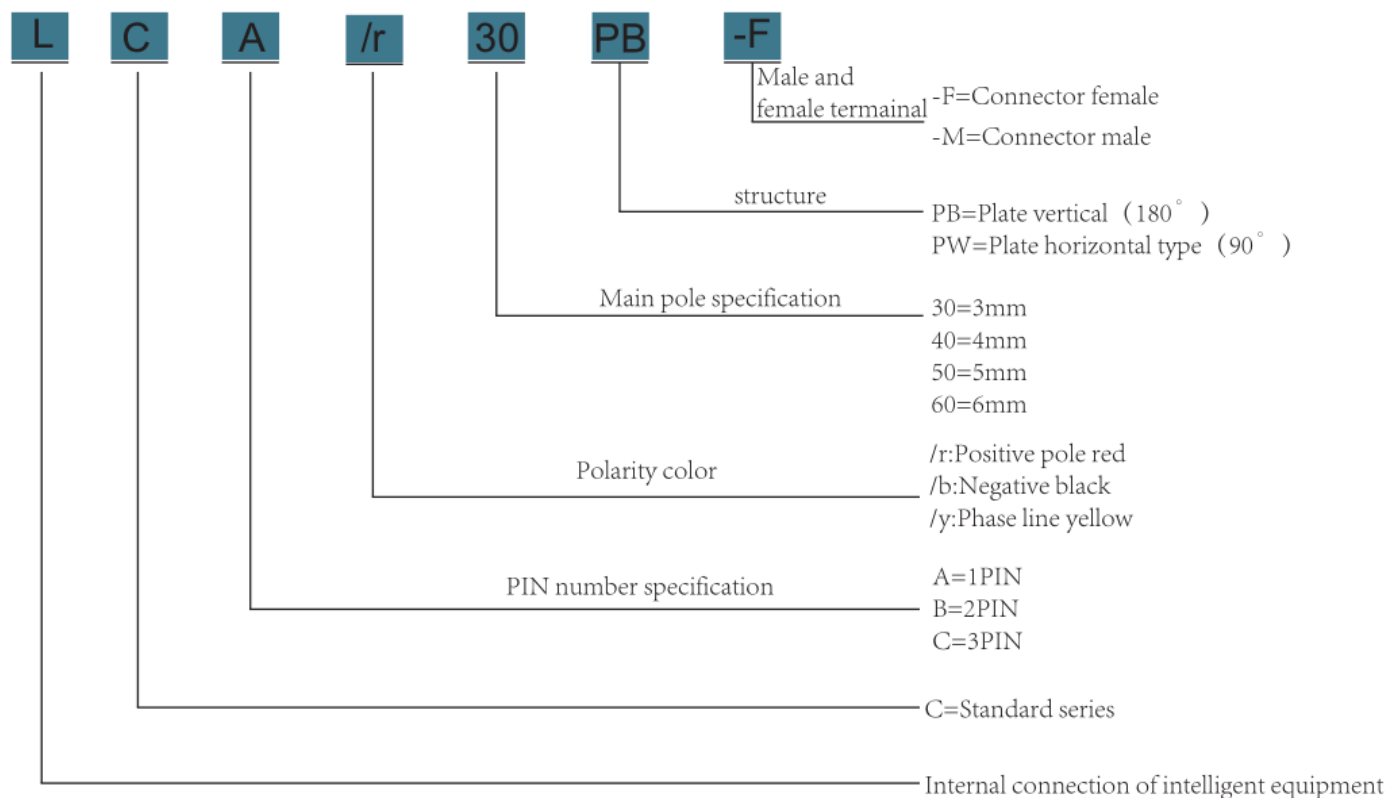 L C A /r 30 PB -F
Male and
female termainal
-F=Connector female
-M=Connector male
structure
PB=Plate vertical（180°）
PW=Plate horizontal type（90° ）
Main pole specification
30=3mm
40=4mm
50=5mm
60=6mm
Polarity color
/r:Positive pole red
/b:Negative black
/y:Phase line yellow
PIN number specification
A=1PIN
B=2PIN
C=3PIN
C=Standard series
Internal connection of intelligent equipment